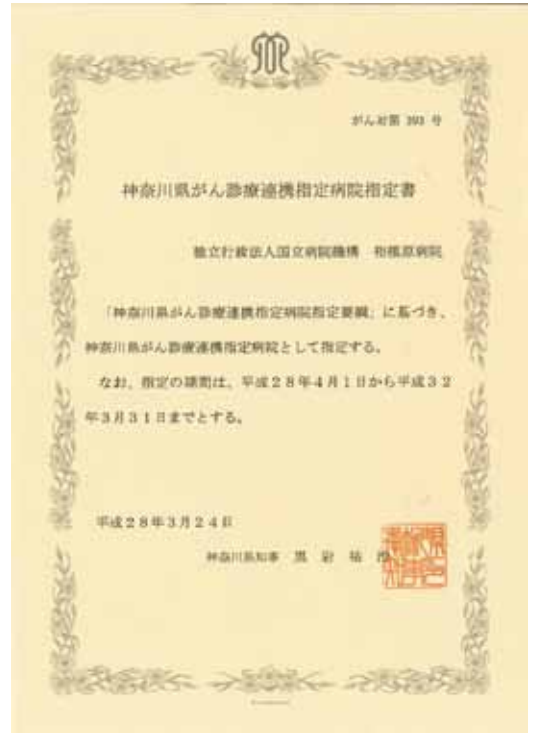 がん対第 393 号
神奈川県がん診療連携指定病院指定書
独立行政法人国立病院機構 相模原病院
「神奈川県がん診療連携指定病院指定要綱」に基づき、
神奈川県がん診療連携指定病院として指定する。
なお、指定の期間は、平成28年4月1日から平成32
年3月31日までとする。
平成28年3月24日
神奈川県知事 黒 岩 祐 治